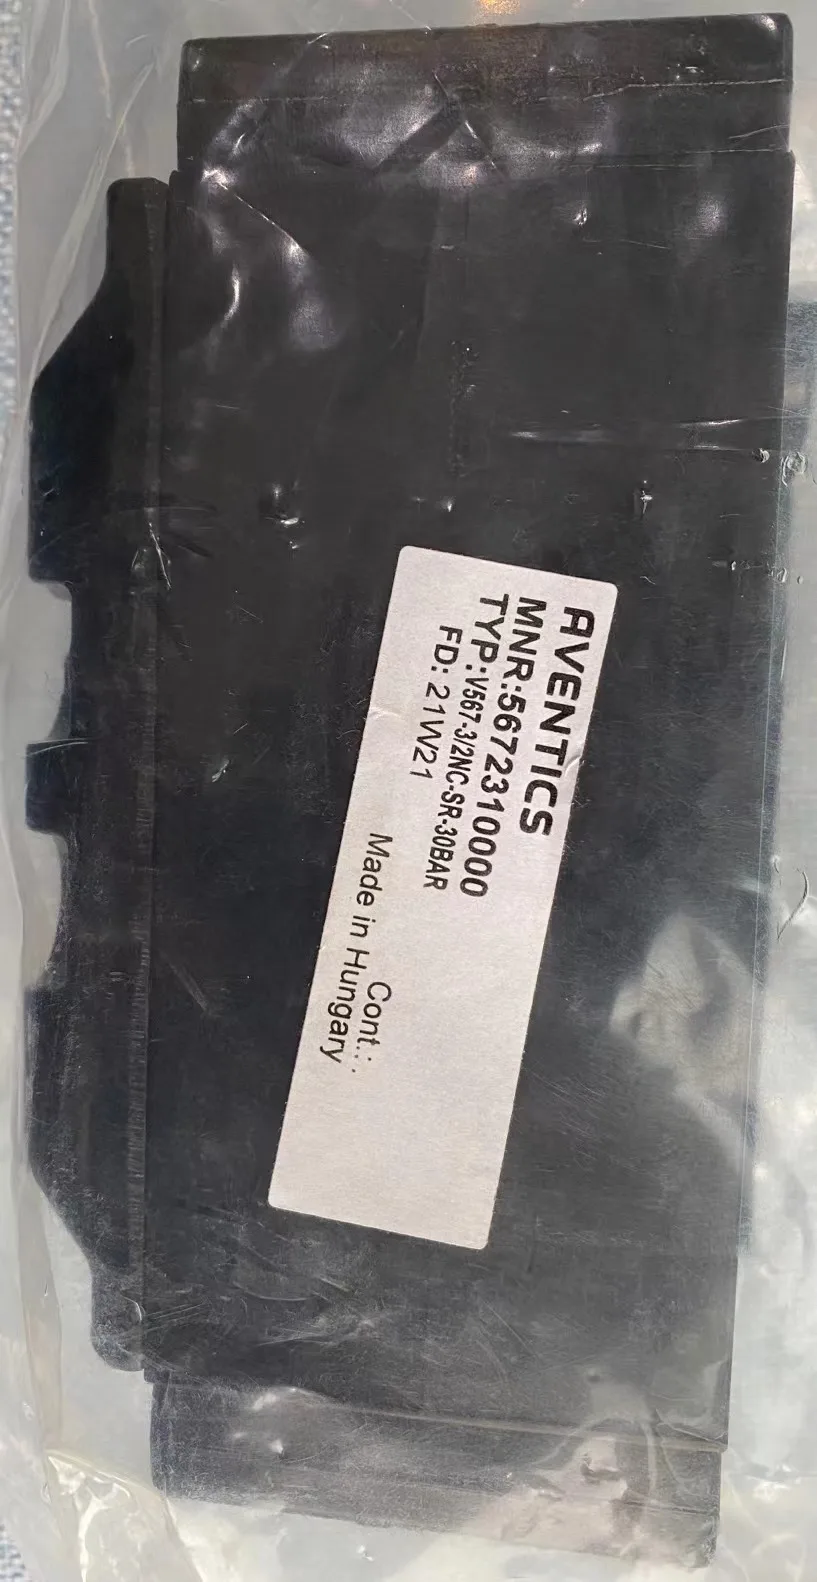 AVENTICS
MNR:5672310000
TYP:V567-3/2NC-SR-30BAR
FD: 21W21
Cont.:.
Made in Hungary